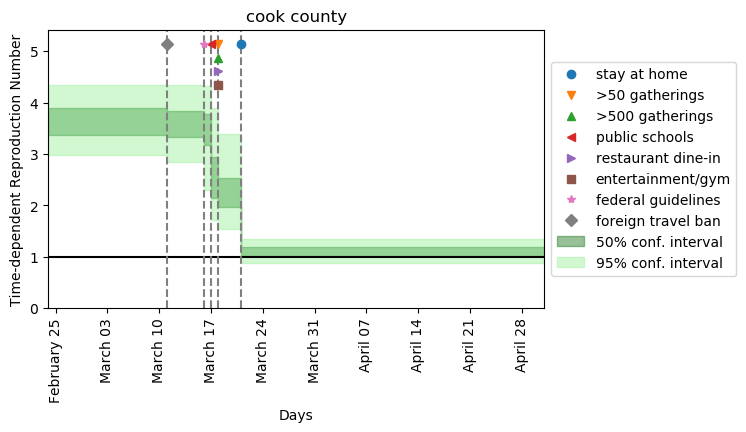 cook county
Time-dependent Reproduction Number
5
4
3
2
1
0
February 25
March 03
March 10
March 17
March 24
March 31
April 07
April 14
April 21
April 28
Days
stay at home
>50 gatherings
>500 gatherings
public schools
restaurant dine-in
entertainment/gym
federal guidelines
foreign travel ban
50% conf. interval
95% conf. interval